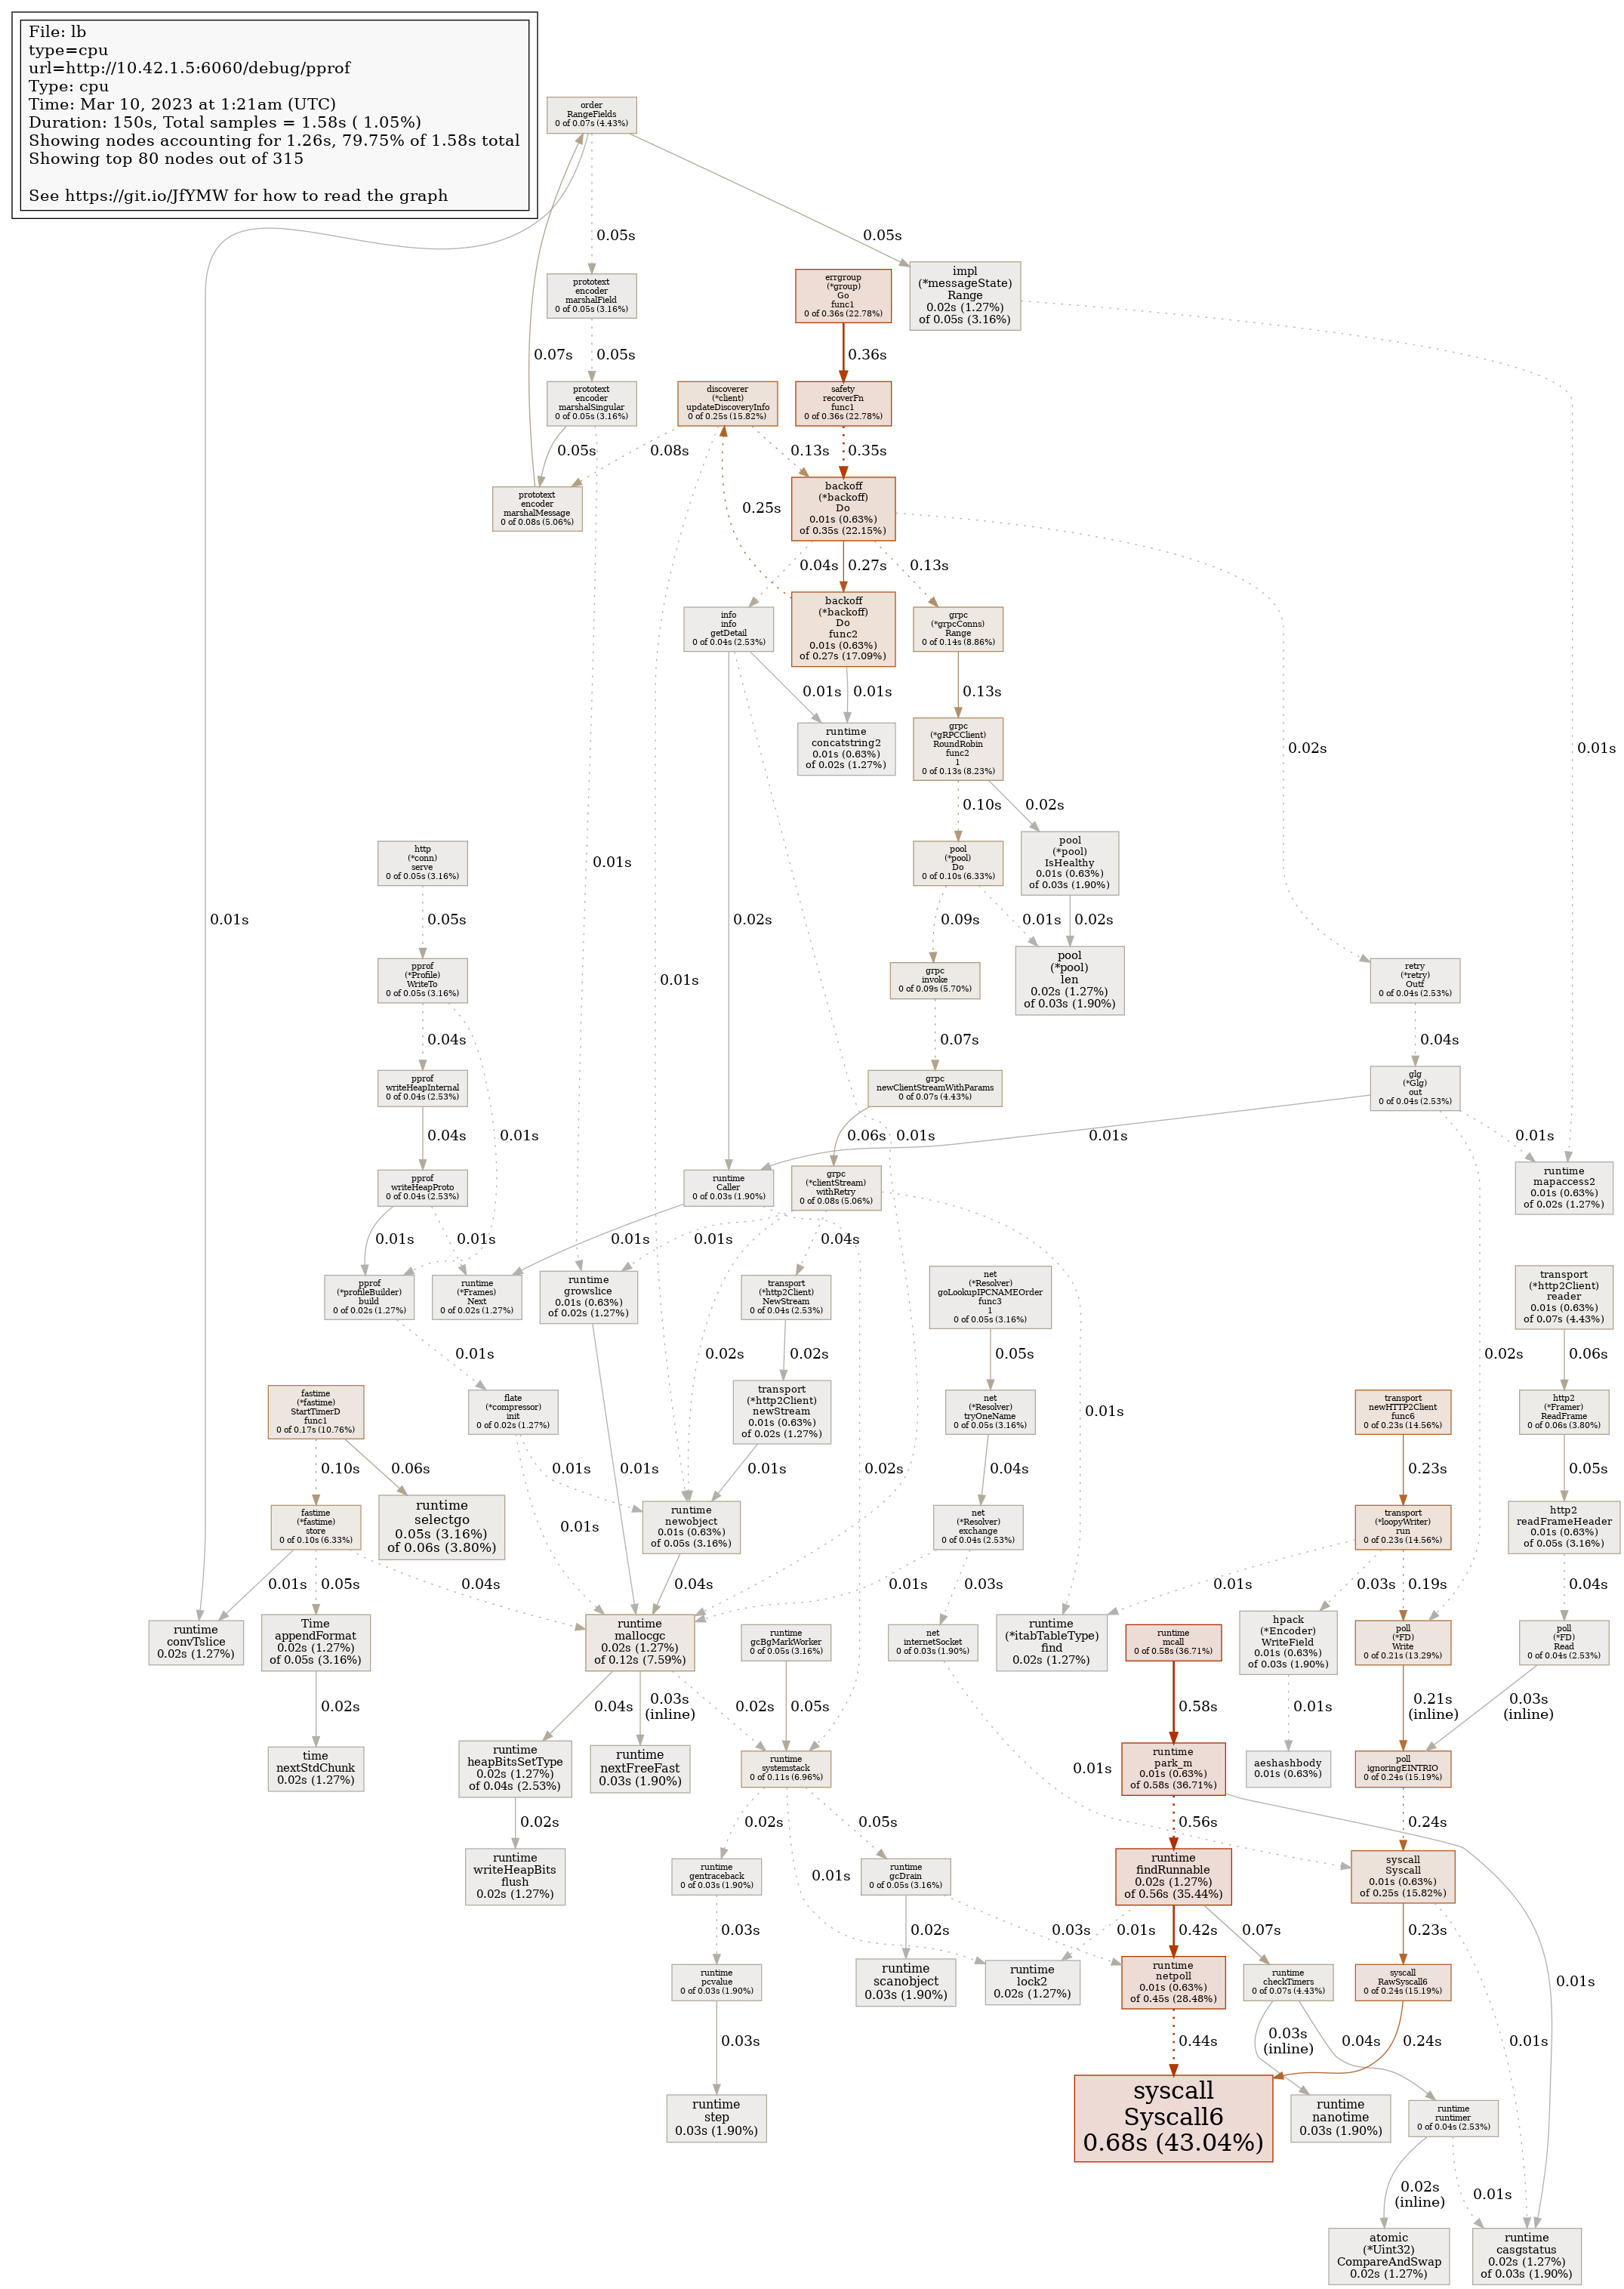 File: lb
type=cpu
url=http://10.42.1.5:6060/debug/pprof
Type: cpu
Time: Mar 10, 2023 at 1:21am (UTC)
Duration: 150s, Total samples = 1.58s ( 1.05%)
Showing nodes accounting for 1.26s, 79.75% of 1.58s total
Showing top 80 nodes out of 315
See https://git.io/JfYMW for how to read the graph
order
RangeFields
0 of 0.07s (4.43%)
0.05s
0.05s
prototext
encoder
marshalField
0 of 0.05s (3.16%)
errgroup
(*group)
Go
func1
0 of 0.36s (22.78%)
impl
(*messageState)
Range
0.02s (1.27%)
of 0.05s (3.16%)
0.07s
0.05s
0.36s
prototext
encoder
marshalSingular
0 of 0.05s (3.16%)
discoverer
(*client)
updateDiscoveryInfo
0 of 0.25s (15.82%)
safety
recoverFn
func1
0 of 0.36s (22.78%)
0.05s
0.08s
0.13s
0.35s
prototext
encoder
marshalMessage
0 of 0.08s (5.06%)
0.25s
backoff
(*backoff)
Do
0.01s (0.63%)
of 0.35s (22.15%)
0.04s
0.27s
0.13s
info
info
getDetail
0 of 0.04s (2.53%)
backoff
(*backoff)
Do
func2
0.01s (0.63%)
of 0.27s (17.09%)
grpc
(*grpcConns)
Range
0 of 0.14s (8.86%)
0.01s
0.01s
0.13s
runtime
concatstring2
0.01s (0.63%)
of 0.02s (1.27%)
grpc
(*gRPCClient)
RoundRobin
func2
1
0 of 0.13s (8.23%)
0.02s
0.01s
0.10s
0.02s
http
(*conn)
serve
0 of 0.05s (3.16%)
0.01s
pool
(*pool)
Do
0 of 0.10s (6.33%)
pool
(*pool)
IsHealthy
0.01s (0.63%)
of 0.03s (1.90%)
0.01s
0.05s
0.02s
0.09s
0.01s
0.02s
pprof
(*Profile)
WriteTo
0 of 0.05s (3.16%)
0.01s
grpc
invoke
0 of 0.09s (5.70%)
pool
(*pool)
len
0.02s (1.27%)
of 0.03s (1.90%)
retry
(*retry)
Outf
0 of 0.04s (2.53%)
0.04s
0.07s
0.04s
pprof
writeHeapInternal
0 of 0.04s (2.53%)
grpc
newClientStreamWithParams
0 of 0.07s (4.43%)
glg
(*Glg)
out
0 of 0.04s (2.53%)
0.04s
0.01s
0.06s
0.01s
0.01s
0.01s
pprof
writeHeapProto
0 of 0.04s (2.53%)
runtime
Caller
0 of 0.03s (1.90%)
grpc
(*clientStream)
withRetry
0 of 0.08s (5.06%)
runtime
mapaccess2
0.01s (0.63%)
of 0.02s (1.27%)
0.01s
0.01s
0.01s
0.01s
0.04s
pprof
(*profileBuilder)
build
0 of 0.02s (1.27%)
runtime
(*Frames)
Next
0 of 0.02s (1.27%)
runtime
growslice
0.01s (0.63%)
of 0.02s (1.27%)
transport
(*http2Client)
NewStream
0 of 0.04s (2.53%)
net
(*Resolver)
goLookupIPCNAMEOrder
func3
1
0 of 0.05s (3.16%)
transport
(*http2Client)
reader
0.01s (0.63%)
of 0.07s (4.43%)
0.01s
0.02s
0.02s
0.05s
0.02s
0.06s
fastime
(*fastime)
StartTimerD
func1
0 of 0.17s (10.76%)
flate
(*compressor)
init
0 of 0.02s (1.27%)
transport
(*http2Client)
newStream
0.01s (0.63%)
of 0.02s (1.27%)
net
(*Resolver)
tryOneName
0 of 0.05s (3.16%)
0.01s
transport
newHTTP2Client
func6
0 of 0.23s (14.56%)
http2
(*Framer)
ReadFrame
0 of 0.06s (3.80%)
0.10s
0.06s
0.01s
0.01s
0.01s
0.02s
0.04s
0.23s
0.05s
fastime
(*fastime)
store
0 of 0.10s (6.33%)
runtime
selectgo
0.05s (3.16%)
of 0.06s (3.80%)
0.01s
runtime
newobject
0.01s (0.63%)
of 0.05s (3.16%)
net
(*Resolver)
exchange
0 of 0.04s (2.53%)
transport
(*loopyWriter)
run
0 of 0.23s (14.56%)
http2
readFrameHeader
0.01s (0.63%)
of 0.05s (3.16%)
0.01s
0.05s
0.04s
0.04s
0.01s
0.03s
0.01s
0.03s
0.19s
0.04s
runtime
convTslice
0.02s (1.27%)
Time
appendFormat
0.02s (1.27%)
of 0.05s (3.16%)
runtime
mallocgc
0.02s (1.27%)
of 0.12s (7.59%)
runtime
gcBgMarkWorker
0 of 0.05s (3.16%)
net
internetSocket
0 of 0.03s (1.90%)
runtime
(*itabTableType)
find
0.02s (1.27%)
runtime
mcall
0 of 0.58s (36.71%)
hpack
(*Encoder)
WriteField
0.01s (0.63%)
of 0.03s (1.90%)
poll
(*FD)
Write
0 of 0.21s (13.29%)
poll
(*FD)
Read
0 of 0.04s (2.53%)
0.02s
0.04s
0.03s
(inline)
0.02s
0.05s
0.58s
0.01s
0.21s
(inline)
0.03s
(inline)
time
nextStdChunk
0.02s (1.27%)
runtime
heapBitsSetType
0.02s (1.27%)
of 0.04s (2.53%)
runtime
nextFreeFast
0.03s (1.90%)
runtime
systemstack
0 of 0.11s (6.96%)
0.01s
runtime
park_m
0.01s (0.63%)
of 0.58s (36.71%)
aeshashbody
0.01s (0.63%)
poll
ignoringEINTRIO
0 of 0.24s (15.19%)
0.02s
0.02s
0.05s
0.56s
0.24s
runtime
writeHeapBits
flush
0.02s (1.27%)
runtime
gentraceback
0 of 0.03s (1.90%)
0.01s
runtime
gcDrain
0 of 0.05s (3.16%)
runtime
findRunnable
0.02s (1.27%)
of 0.56s (35.44%)
syscall
Syscall
0.01s (0.63%)
of 0.25s (15.82%)
0.03s
0.02s
0.03s
0.01s
0.42s
0.07s
0.23s
runtime
pcvalue
0 of 0.03s (1.90%)
runtime
scanobject
0.03s (1.90%)
runtime
lock2
0.02s (1.27%)
runtime
netpoll
0.01s (0.63%)
of 0.45s (28.48%)
runtime
checkTimers
0 of 0.07s (4.43%)
syscall
RawSyscall6
0 of 0.24s (15.19%)
0.01s
0.03s
0.44s
0.03s
(inline)
0.04s
0.24s
0.01s
runtime
step
0.03s (1.90%)
syscall
Syscall6
0.68s (43.04%)
runtime
nanotime
0.03s (1.90%)
runtime
runtimer
0 of 0.04s (2.53%)
0.02s
(inline)
0.01s
atomic
(*Uint32)
CompareAndSwap
0.02s (1.27%)
runtime
casgstatus
0.02s (1.27%)
of 0.03s (1.90%)